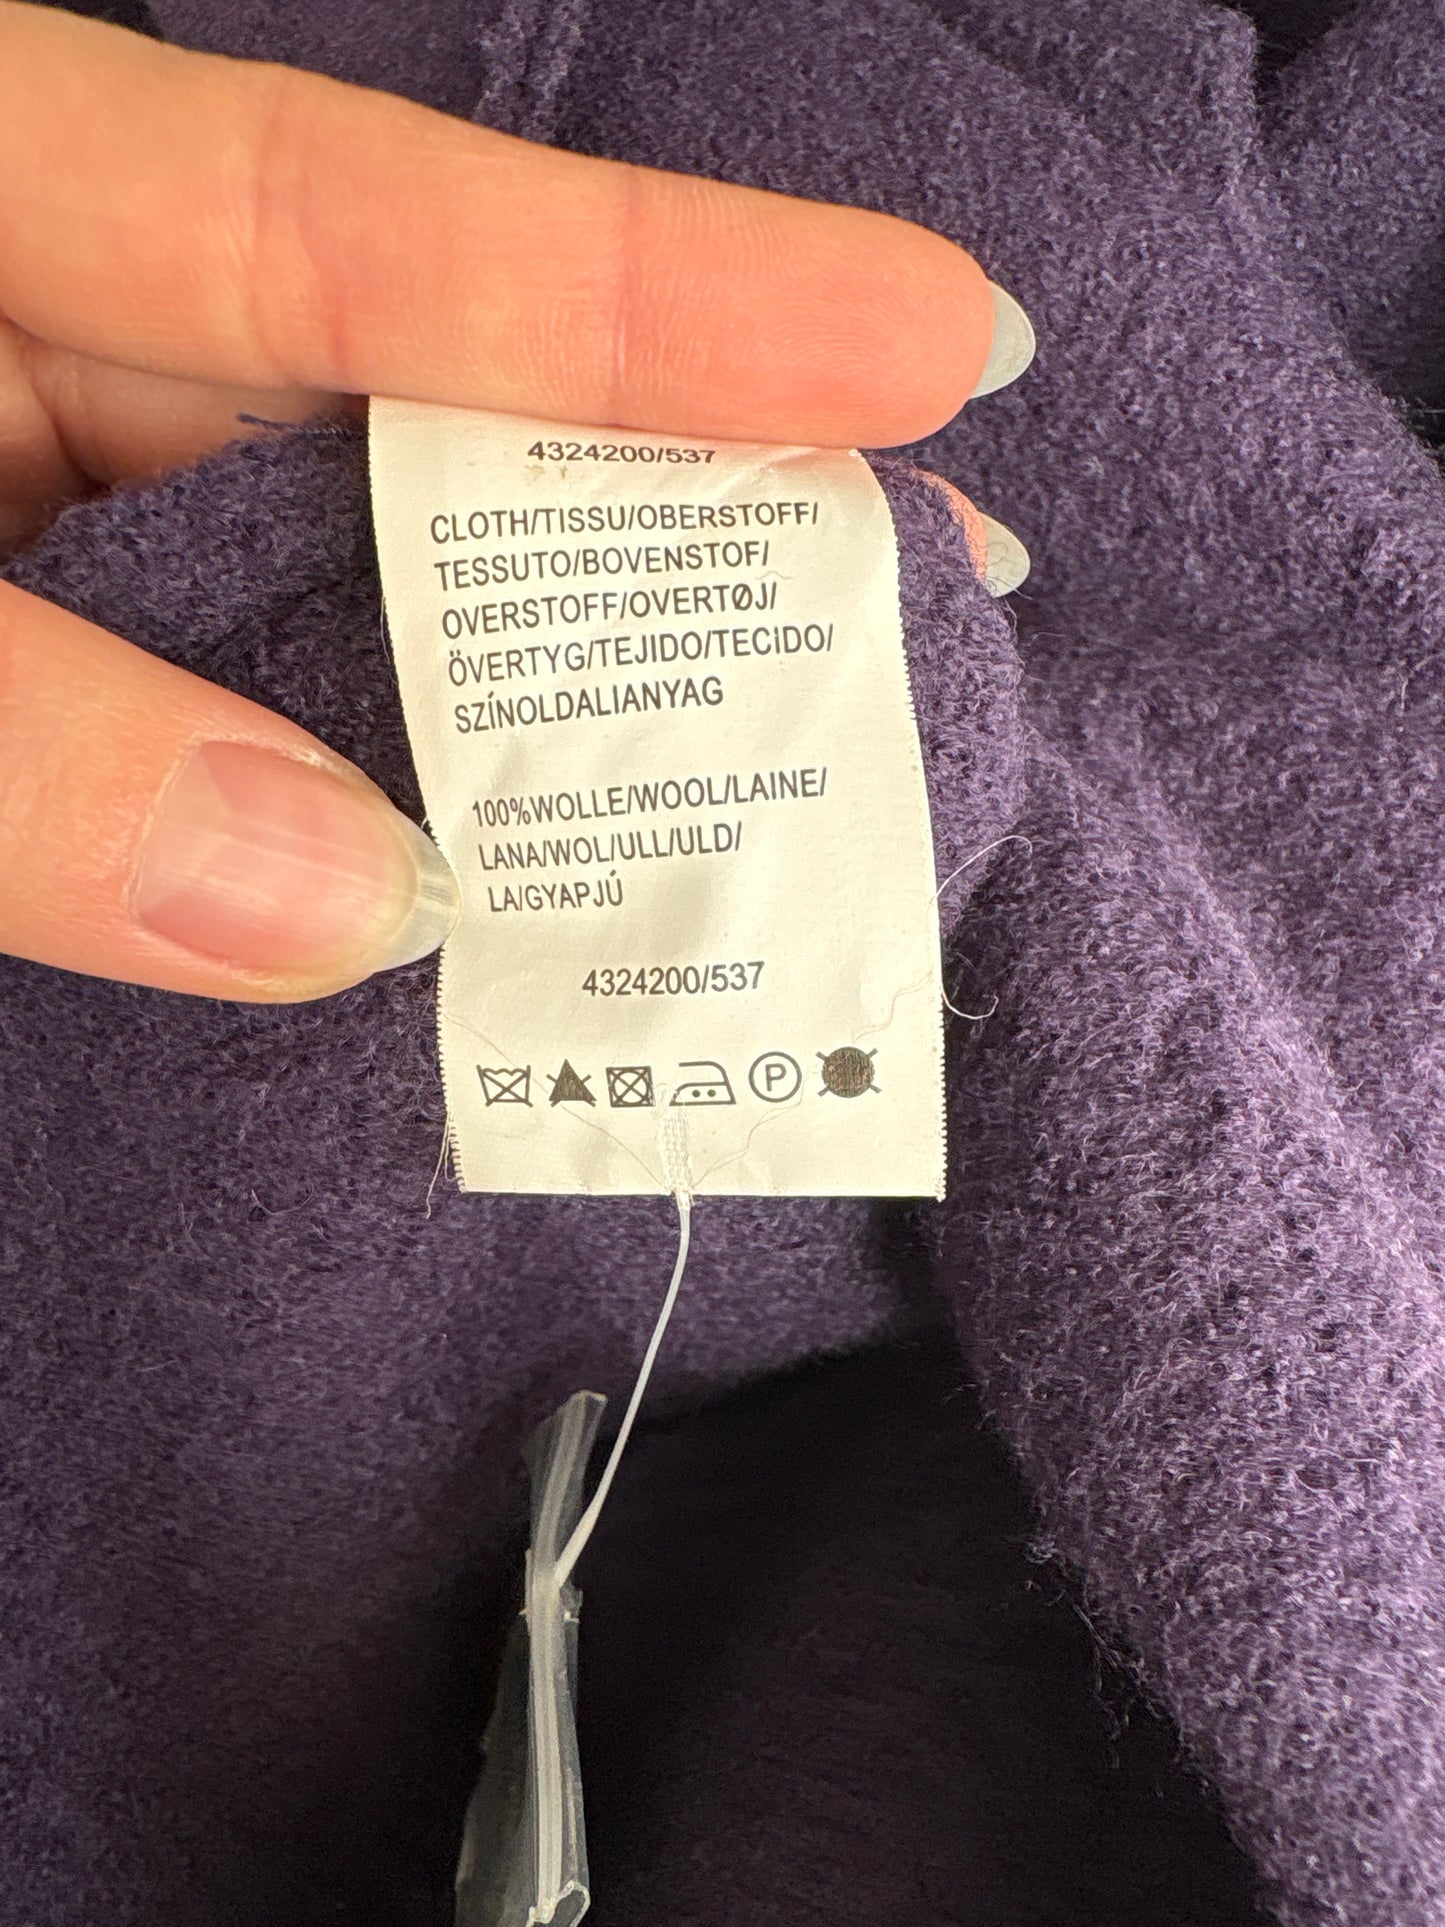 4324200/537
CLOTH/TISSU/OBERSTOFF/
TESSUTO/BOVENSTOF/
OVERSTOFF/OVERTØJ/
ÖVERTYG/TEJIDO/TECIDO/
SZÍNOLDALIANYAG
100%WOLLE/WOOL/LAINE/
LANA/WOL/ULL/ULD/
LA/GYAPJÚ
4324200/537
P